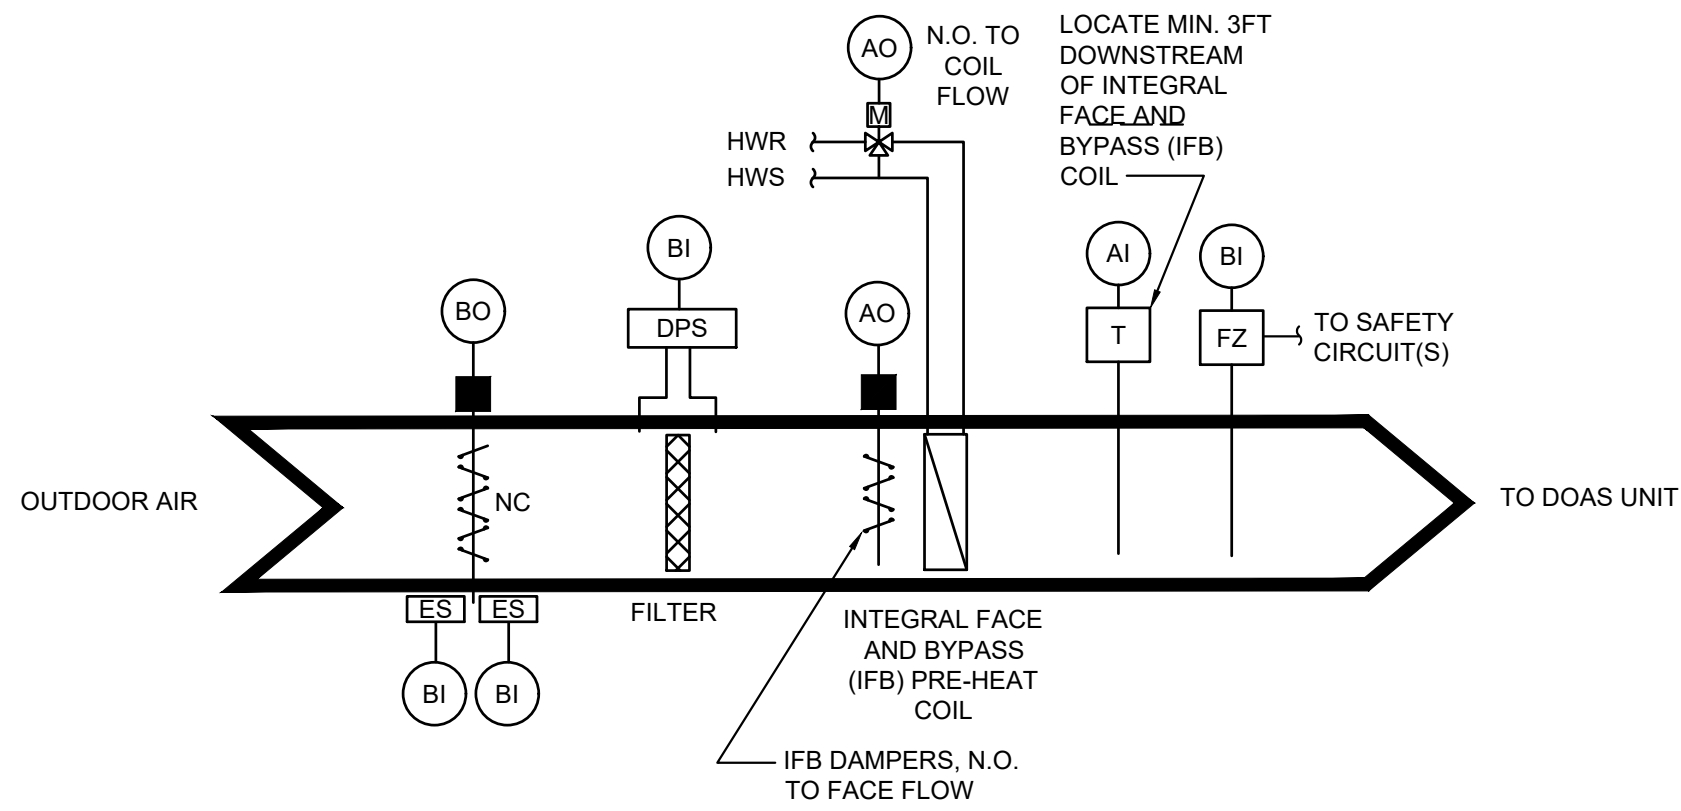 AO
N.O. TO
COIL
FLOW
LOCATE MIN. 3FT
DOWNSTREAM
OF INTEGRAL
FACE AND
BYPASS (IFB)
COIL
M
HWR
HWS
BI
BO
DPS
AO
AI
BI
T
FZ
TO SAFETY
CIRCUIT(S)
OUTDOOR AIR
NC
TO DOAS UNIT
ES
ES
FILTER
BI
BI
INTEGRAL FACE
AND BYPASS
(IFB) PRE-HEAT
COIL
IFB DAMPERS, N.O.
TO FACE FLOW